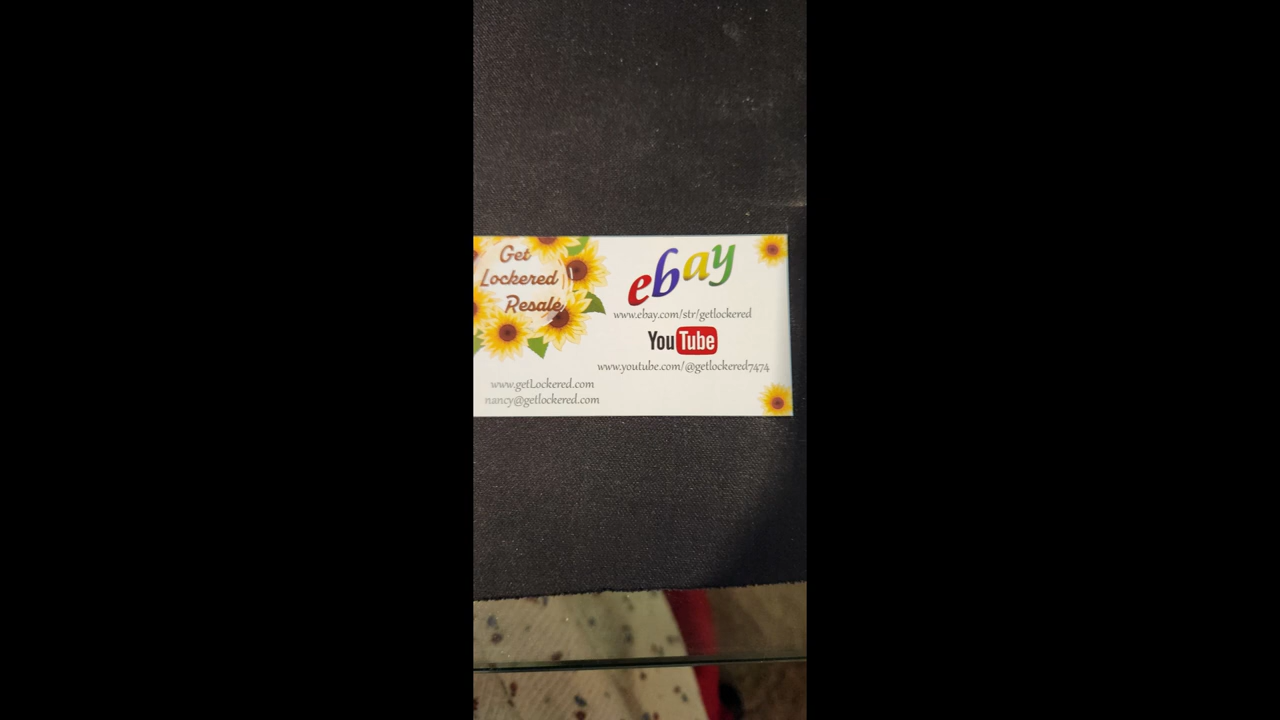 Get
Lockered
Resale
ebay
www.ebay.com/str/getlockered
YouTube
www.youtube.com/@getlockered7474
www.getLockered.com
nancy@getlockered.com